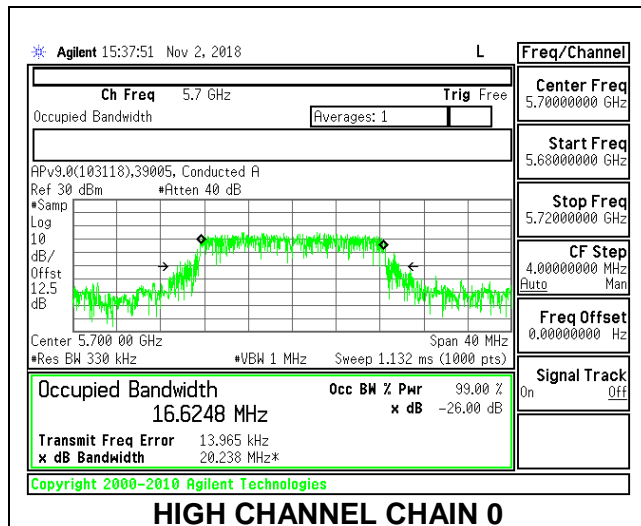 Agilent 15:37:51 Nov 2, 2018 L
Freq/Channel
Ch Freq 5.7 GHz Trig Free
Occupied Bandwidth Averages: 1
APv9.0(103118),39005, Conducted A
Ref 30 dBm #Atten 40 dB
#Samp
Log
10
dB/
Offst
12.5
dB
Center 5.700 00 GHz Span 40 MHz
#Res BW 330 kHz #VBW 1 MHz Sweep 1.132 ms (1000 pts)
Occupied Bandwidth Occ BW % Pwr 99.00 %
16.6248 MHz x dB -26.00 dB
Transmit Freq Error 13.965 kHz
x dB Bandwidth 20.238 MHz*
Copyright 2000-2010 Agilent Technologies
Center Freq
5.70000000 GHz
Start Freq
5.68000000 GHz
Stop Freq
5.72000000 GHz
CF Step
4.00000000 MHz
Auto Man
Freq Offset
0.00000000 Hz
Signal Track
On Off
HIGH CHANNEL CHAIN 0